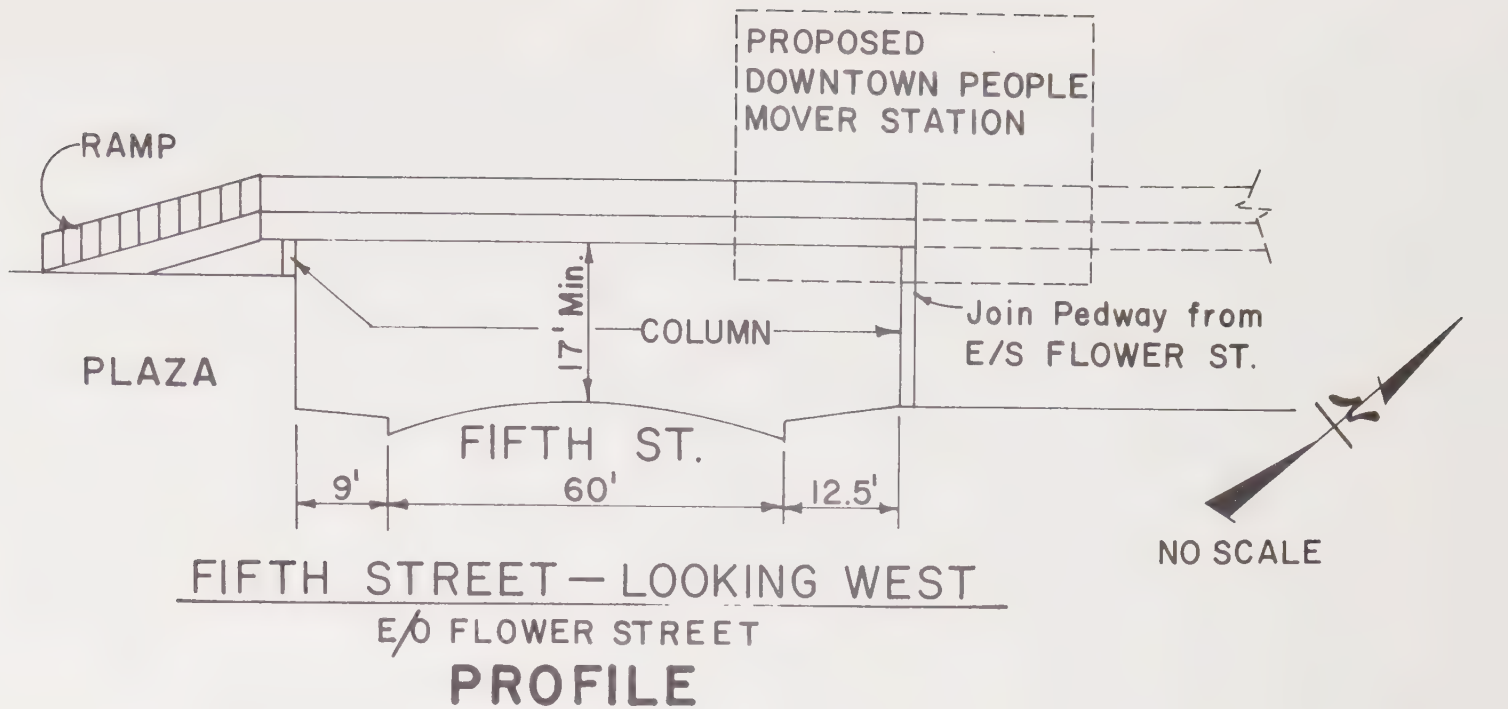 PROPOSED
DOWNTOWN PEOPLE
MOVER STATION
RAMP
17' Min.
COLUMN
Join Pedway from
E/S FLOWER ST.
PLAZA
FIFTH ST.
9'
60'
12.5'
N
NO SCALE
FIFTH STREET — LOOKING WEST
E/O FLOWER STREET
PROFILE